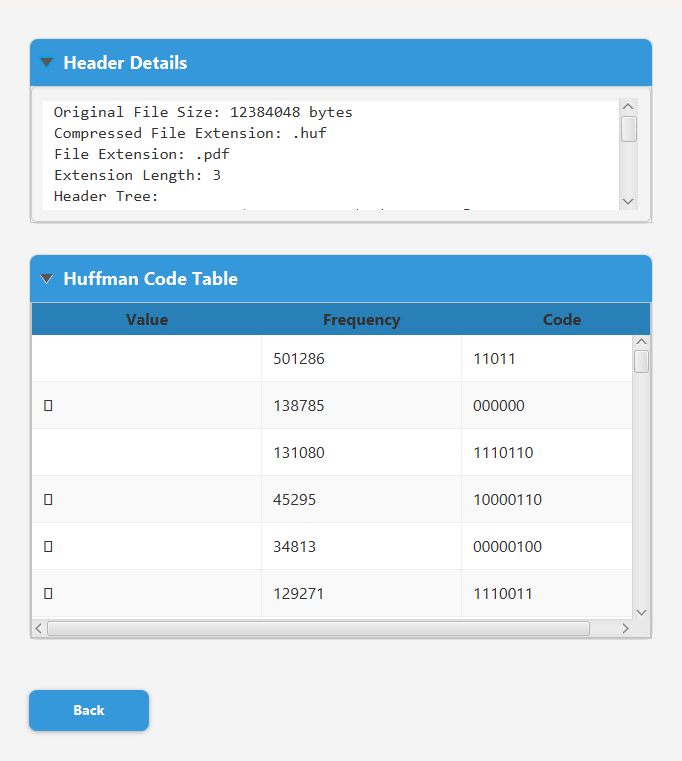 Header Details
Original File Size: 12384048 bytes
Compressed File Extension: .huf
File Extension: .pdf
Extension Length: 3
Header Tree:
Huffman Code Table
Value Frequency Code
501286 11011
▯ 138785 000000
131080 1110110
▯ 45295 10000110
▯ 34813 00000100
▯ 129271 1110011
Back